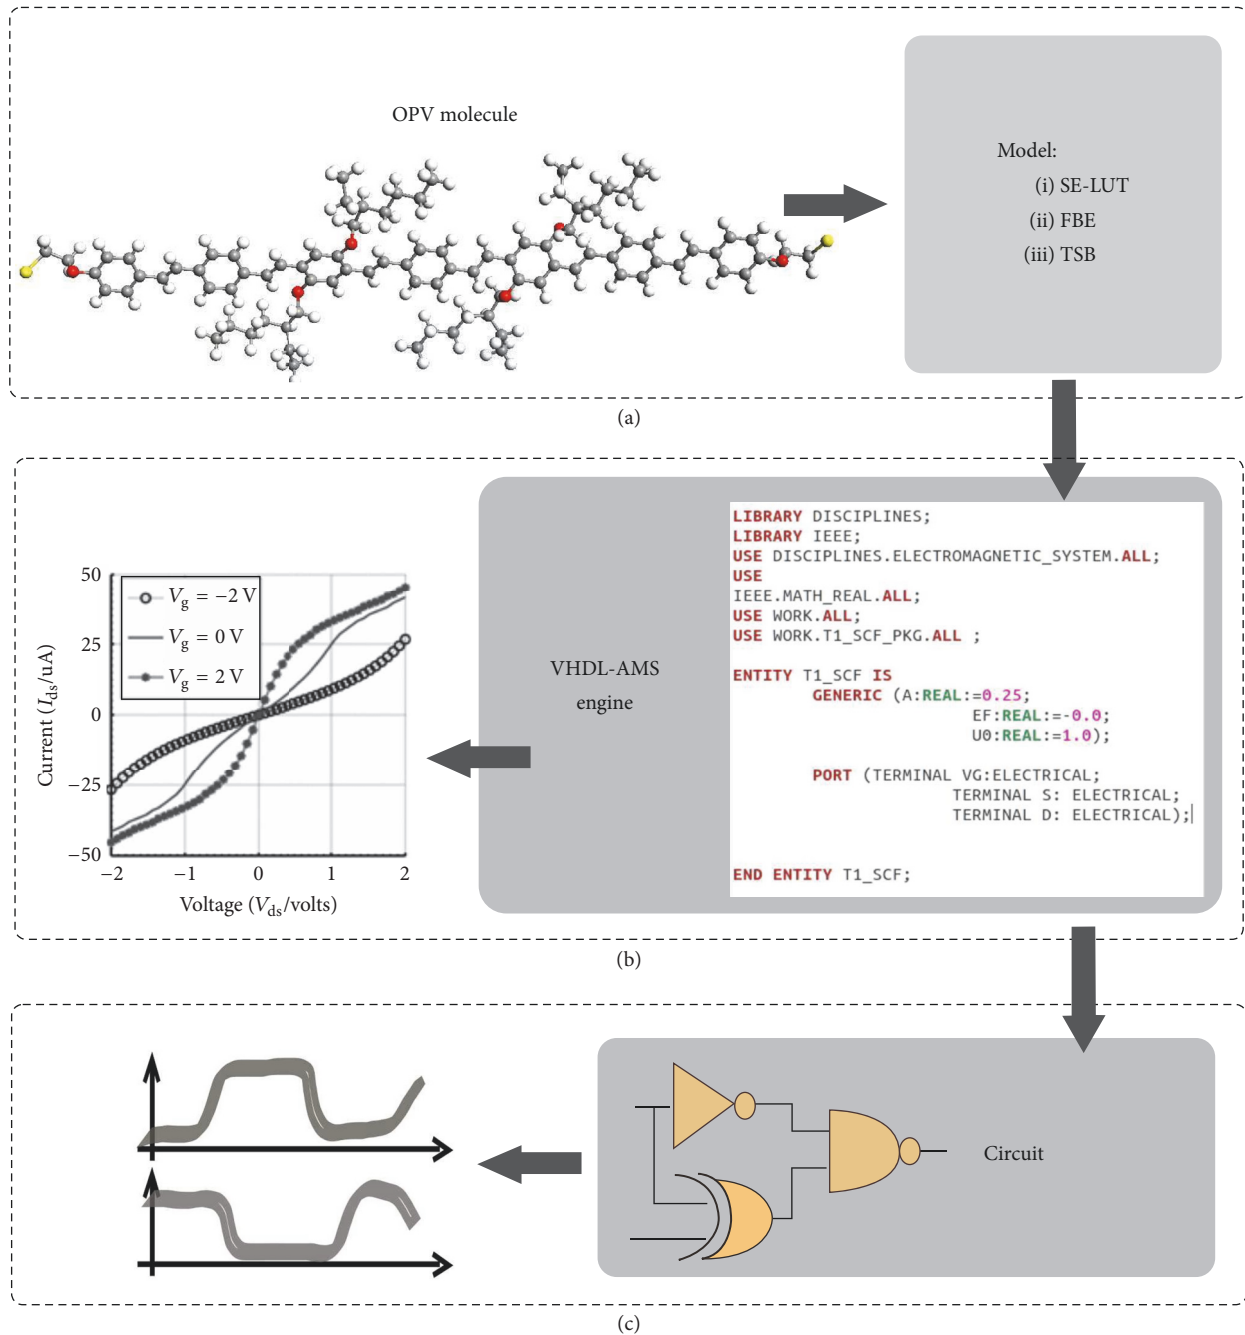 OPV molecule
Model:
(i) SE-LUT
(ii) FBE
(iii) TSB
(a)
50
25
0
−25
−50
Current (Ids/uA)
Vg = −2 V
Vg = 0 V
Vg = 2 V
−2 −1 0 1 2
Voltage (Vds/volts)
VHDL-AMS
engine
LIBRARY DISCIPLINES;
LIBRARY IEEE;
USE DISCIPLINES.ELECTROMAGNETIC_SYSTEM.ALL;
USE
IEEE.MATH_REAL.ALL;
USE WORK.ALL;
USE WORK.T1_SCF_PKG.ALL ;
ENTITY T1_SCF IS
GENERIC (A:REAL:=0.25;
EF:REAL:=-0.0;
U0:REAL:=1.0);
PORT (TERMINAL VG:ELECTRICAL;
TERMINAL S: ELECTRICAL;
TERMINAL D: ELECTRICAL);
END ENTITY T1_SCF;
(b)
Circuit
(c)